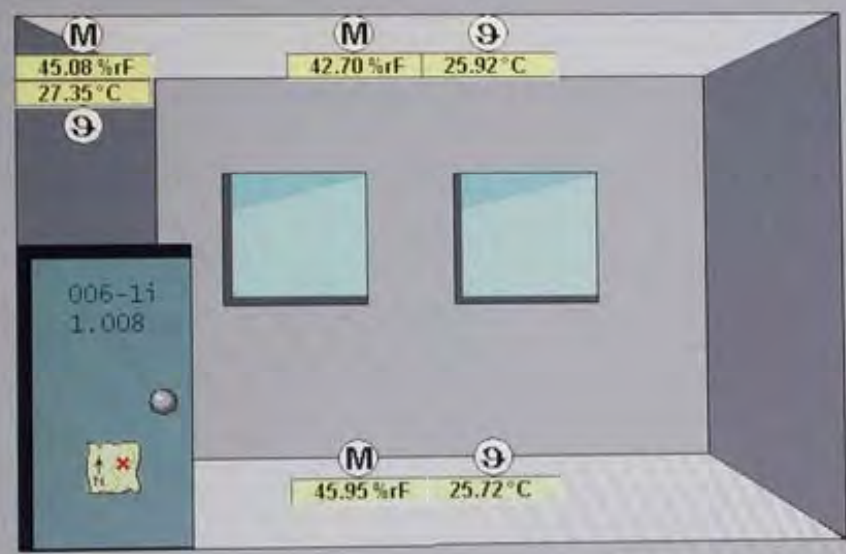 M M 9
45.08 %rF 42.70 %rF 25.92°C
27.35°C
9
006-1i
1.008
M 9
45.95 %rF 25.72°C